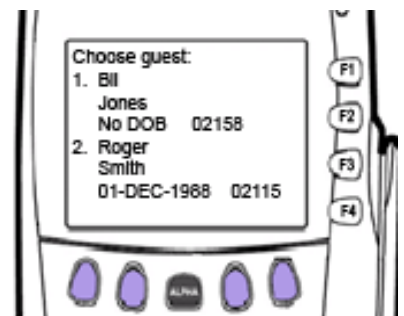 Choose guest:
1. Bil
Jones
No DOB 02158
2. Roger
Smith
01-DEC-1988 02115
F1
F2
F3
F4
ALPHA